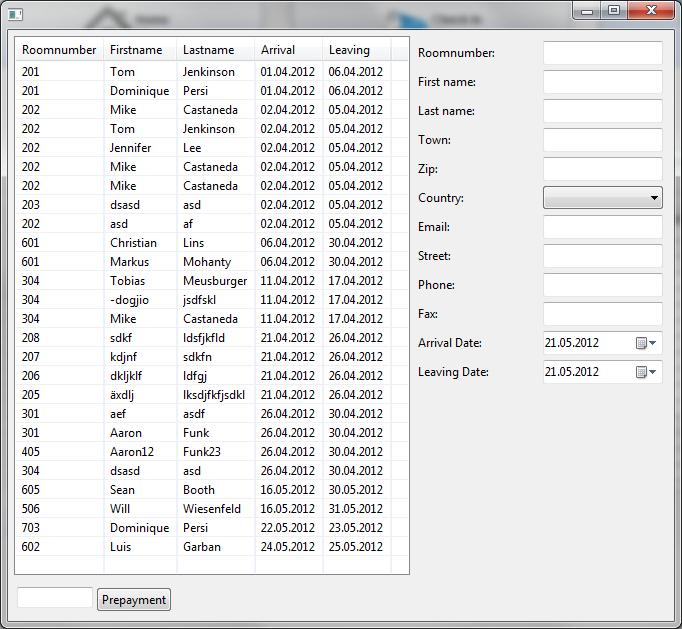 Home Check In
Roomnumber Firstname Lastname Arrival Leaving
201 Tom Jenkinson 01.04.2012 06.04.2012
201 Dominique Persi 01.04.2012 06.04.2012
202 Mike Castaneda 02.04.2012 05.04.2012
202 Tom Jenkinson 02.04.2012 05.04.2012
202 Jennifer Lee 02.04.2012 05.04.2012
202 Mike Castaneda 02.04.2012 05.04.2012
202 Mike Castaneda 02.04.2012 05.04.2012
203 dsasd asd 02.04.2012 05.04.2012
202 asd af 02.04.2012 05.04.2012
601 Christian Lins 06.04.2012 30.04.2012
601 Markus Mohanty 06.04.2012 30.04.2012
304 Tobias Meusburger 11.04.2012 17.04.2012
304 -dogjio jsdfskl 11.04.2012 17.04.2012
304 Mike Castaneda 11.04.2012 17.04.2012
208 sdkf ldsfjkfld 21.04.2012 26.04.2012
207 kdjnf sdkfn 21.04.2012 26.04.2012
206 dkljklf ldfgj 21.04.2012 26.04.2012
205 äxdlj lksdjfkfjsdkl 21.04.2012 26.04.2012
301 aef asdf 26.04.2012 30.04.2012
301 Aaron Funk 26.04.2012 30.04.2012
405 Aaron12 Funk23 26.04.2012 30.04.2012
304 dsasd asd 26.04.2012 30.04.2012
605 Sean Booth 16.05.2012 30.05.2012
506 Will Wiesenfeld 16.05.2012 31.05.2012
703 Dominique Persi 22.05.2012 23.05.2012
602 Luis Garban 24.05.2012 25.05.2012
Prepayment
Roomnumber:
First name:
Last name:
Town:
Zip:
Country:
Email:
Street:
Phone:
Fax:
Arrival Date: 21.05.2012
Leaving Date: 21.05.2012